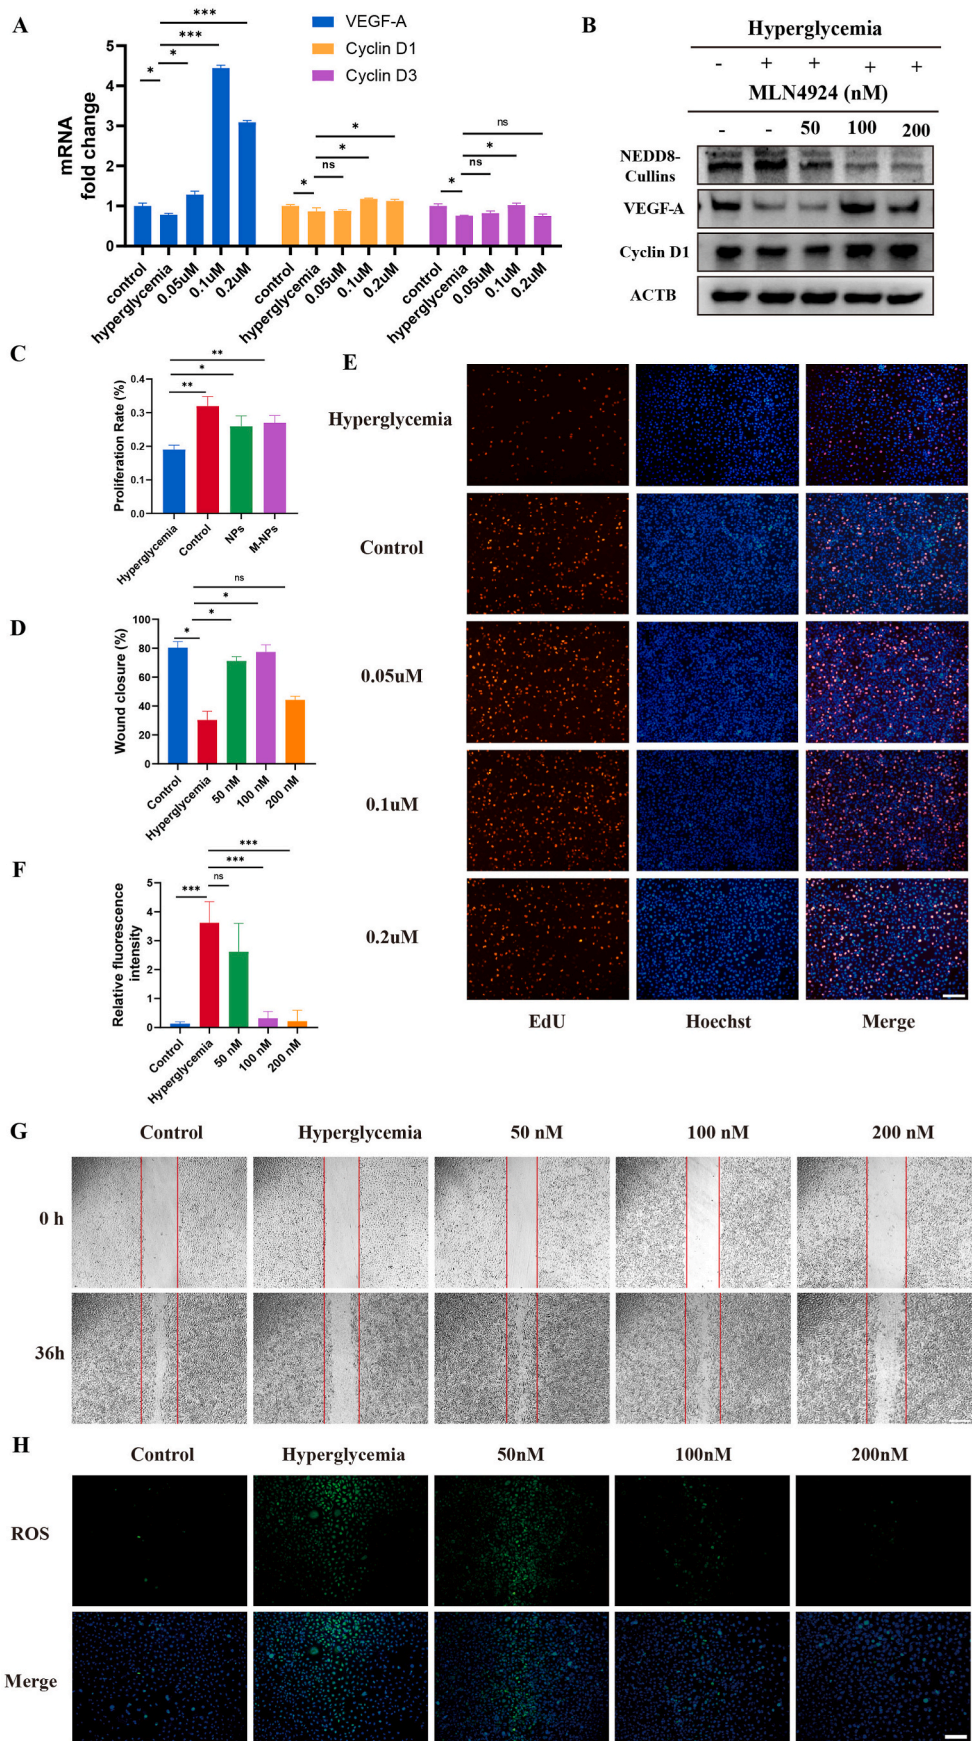 A
VEGF-A
Cyclin D1
Cyclin D3
***
***
*
*
*
*
ns
*
ns
*
ns
*
mRNA
fold change
5
4
3
2
1
0
control
hyperglycemia
0.05uM
0.1uM
0.2uM
control
hyperglycemia
0.05uM
0.1uM
0.2uM
control
hyperglycemia
0.05uM
0.1uM
0.2uM
B
Hyperglycemia
- + + + +
MLN4924 (nM)
- - 50 100 200
NEDD8-
Cullins
VEGF-A
Cyclin D1
ACTB
C
**
*
**
Proliferation Rate (%)
0.4
0.3
0.2
0.1
0.0
Hyperglycemia
Control
NPs
M-NPs
D
ns
*
*
*
Wound closure (%)
100
80
60
40
20
0
Control
Hyperglycemia
50 nM
100 nM
200 nM
E
Hyperglycemia
Control
0.05uM
0.1uM
0.2uM
EdU Hoechst Merge
F
***
***
ns
***
Relative fluorescence
intensity
5
4
3
2
1
0
Control
Hyperglycemia
50 nM
100 nM
200 nM
G
Control Hyperglycemia 50 nM 100 nM 200 nM
0 h
36h
H
Control Hyperglycemia 50nM 100nM 200nM
ROS
Merge